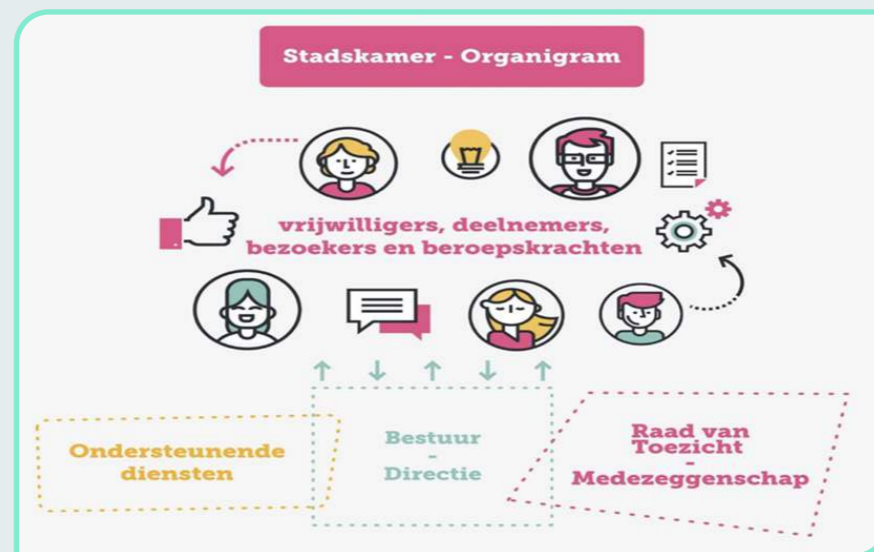 Stadskamer - Organigram
vrijwilligers, deelnemers,
bezoekers en beroepskrachten
Ondersteunende
diensten
Bestuur
-
Directie
Raad van
Toezicht
-
Medezeggenschap